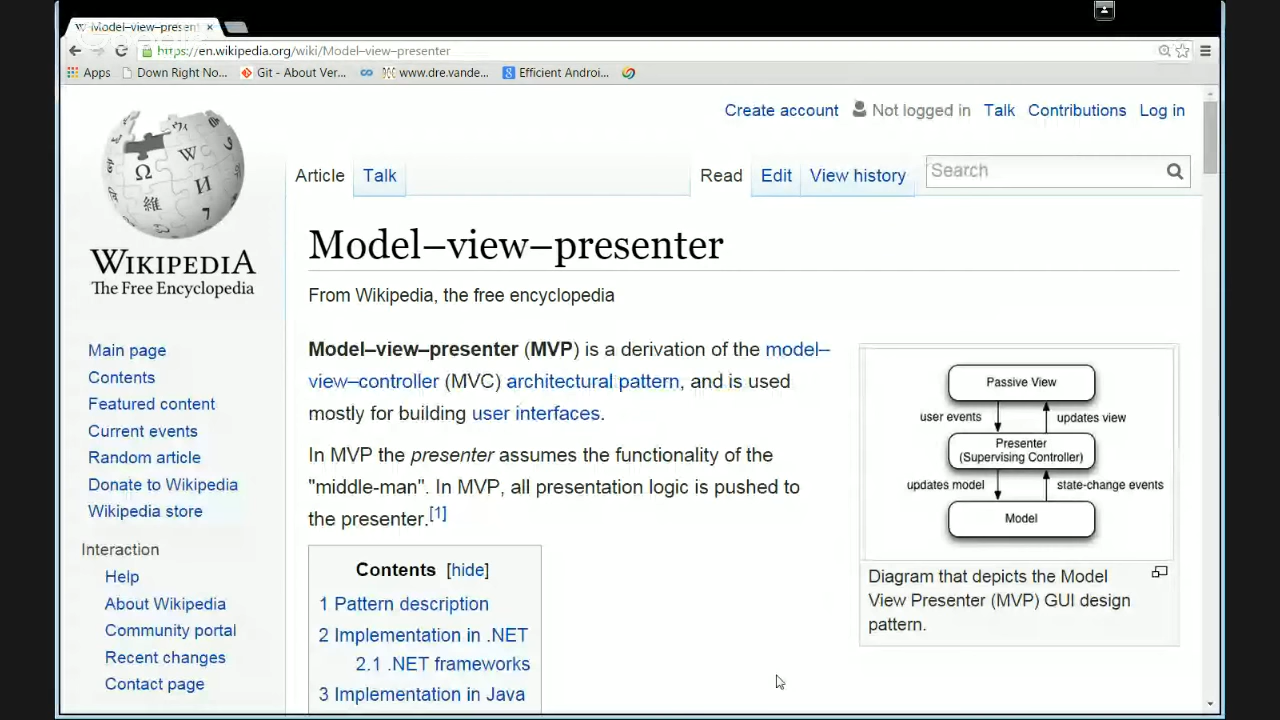 Model–view–present
https://en.wikipedia.org/wiki/Model–view–presenter
Apps Down Right No... Git - About Ver... www.dre.vande... Efficient Androi...
Create account Not logged in Talk Contributions Log in
Article Talk Read Edit View history Search
WIKIPEDIA
The Free Encyclopedia
Model–view–presenter
From Wikipedia, the free encyclopedia
Main page
Contents
Featured content
Current events
Random article
Donate to Wikipedia
Wikipedia store
Interaction
Help
About Wikipedia
Community portal
Recent changes
Contact page
Model–view–presenter (MVP) is a derivation of the model–
view–controller (MVC) architectural pattern, and is used
mostly for building user interfaces.
In MVP the presenter assumes the functionality of the
"middle-man". In MVP, all presentation logic is pushed to
the presenter.[1]
Contents [hide]
1 Pattern description
2 Implementation in .NET
2.1 .NET frameworks
3 Implementation in Java
Passive View
user events updates view
Presenter
(Supervising Controller)
updates model state-change events
Model
Diagram that depicts the Model
View Presenter (MVP) GUI design
pattern.